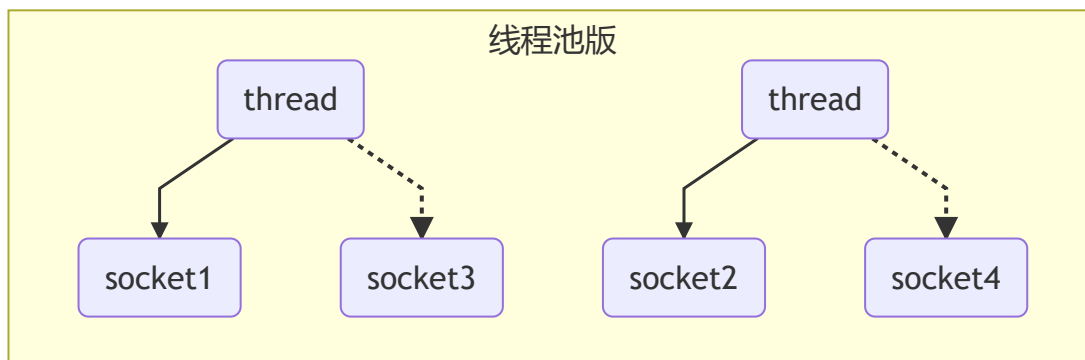 线程池版
thread
thread
socket1
socket3
socket2
socket4